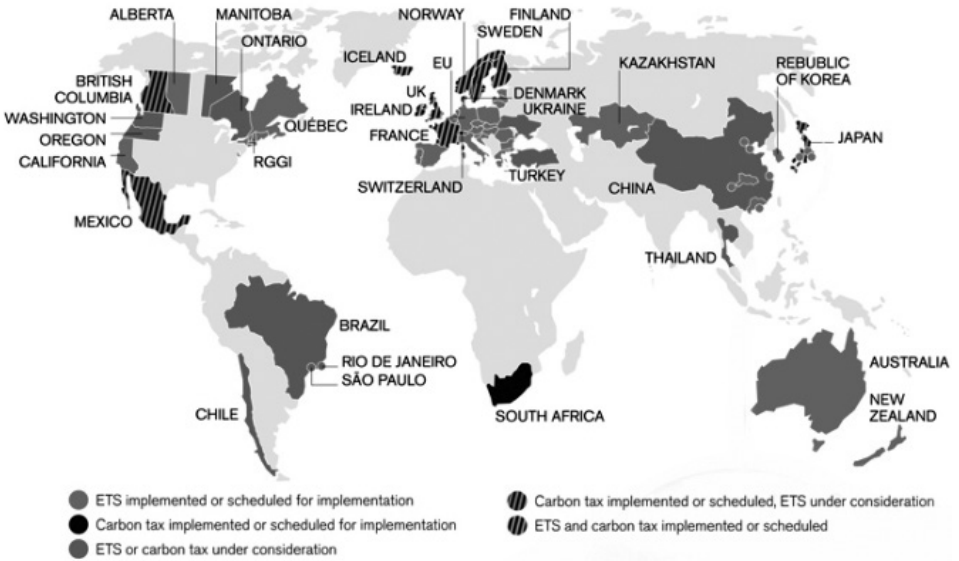 ALBERTA
MANITOBA
ONTARIO
BRITISH
COLUMBIA
WASHINGTON
OREGON
CALIFORNIA
QUÉBEC
RGGI
MEXICO
ICELAND
NORWAY
SWEDEN
FINLAND
EU
UK
IRELAND
FRANCE
DENMARK
UKRAINE
SWITZERLAND
TURKEY
KAZAKHSTAN
REBUBLIC
OF KOREA
JAPAN
CHINA
THAILAND
BRAZIL
RIO DE JANEIRO
SÃO PAULO
CHILE
SOUTH AFRICA
AUSTRALIA
NEW
ZEALAND
ETS implemented or scheduled for implementation
Carbon tax implemented or scheduled for implementation
ETS or carbon tax under consideration
Carbon tax implemented or scheduled, ETS under consideration
ETS and carbon tax implemented or scheduled